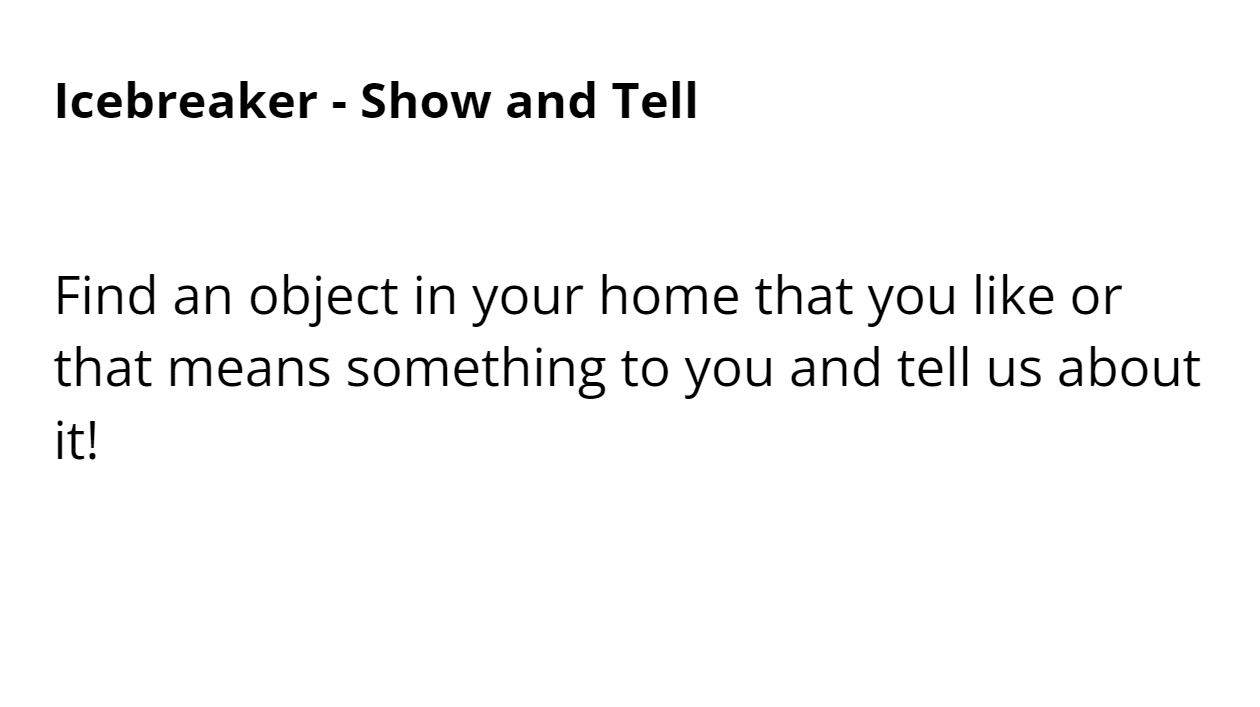 Icebreaker - Show and Tell
Find an object in your home that you like or
that means something to you and tell us about
it!